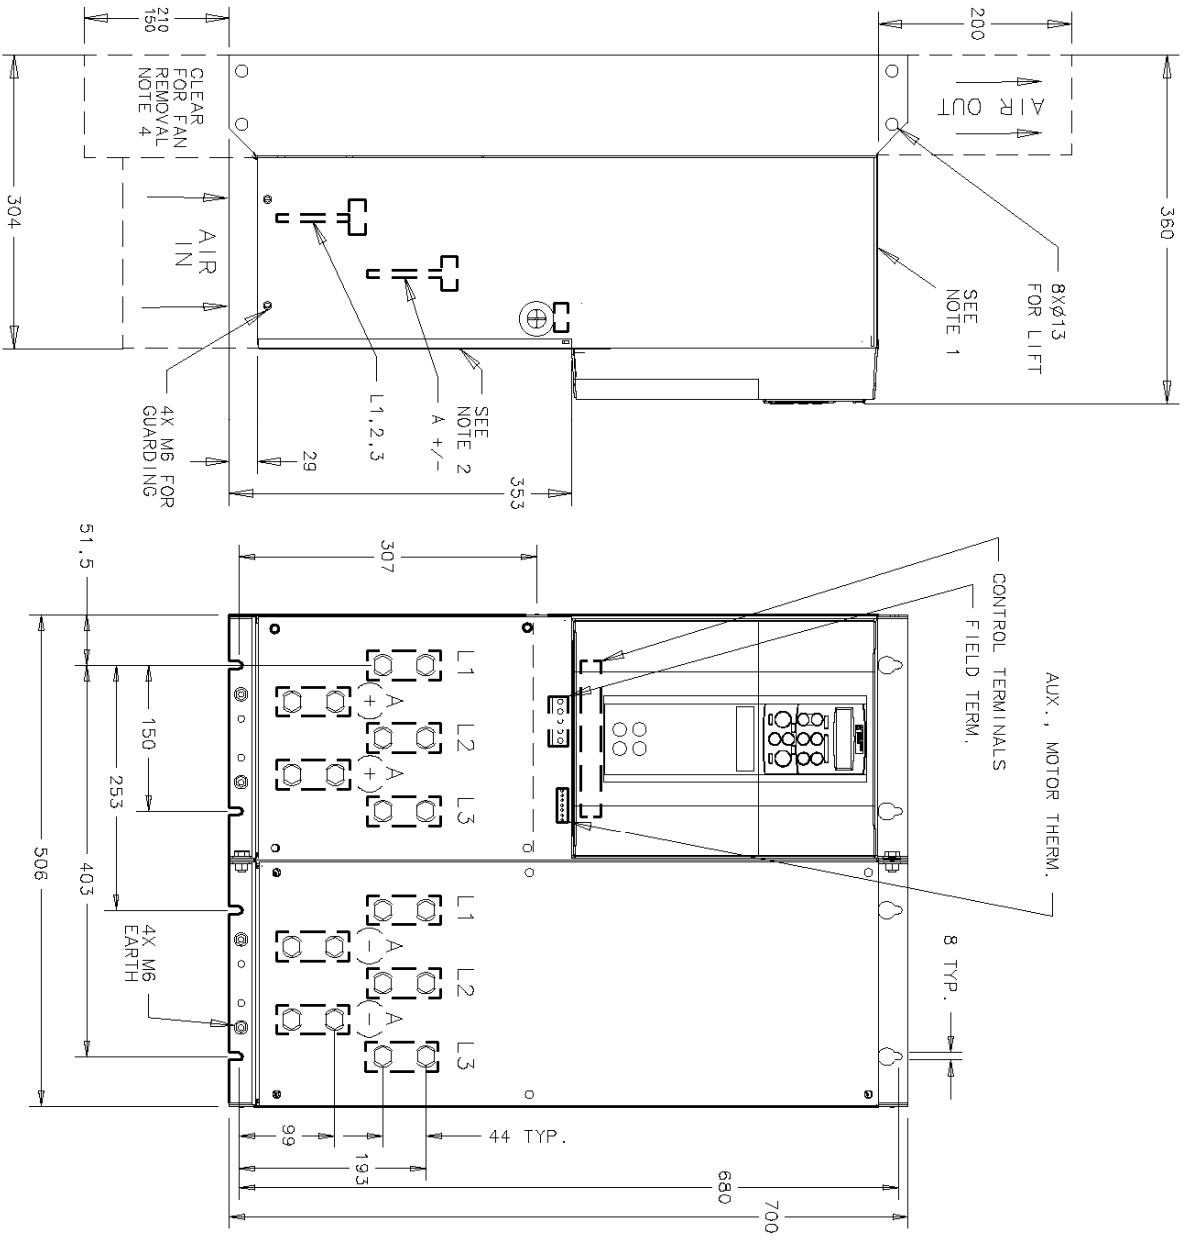 210
150
200
CLEAR
FOR FAN
REMOVAL
NOTE 4
AIR OUT
304
360
AIR
IN
8XØ13
FOR LIFT
SEE
NOTE 1
L1,2,3
A +/-
SEE
NOTE 2
4X M6 FOR
GUARDING
29
353
51.5
307
CONTROL TERMINALS
FIELD TERM.
AUX., MOTOR THERM.
L1
+ A
L2
+ A
L3
150
253
403
506
L1
- A
L2
- A
L3
4X M6
EARTH
8 TYP.
99
44 TYP.
193
680
700